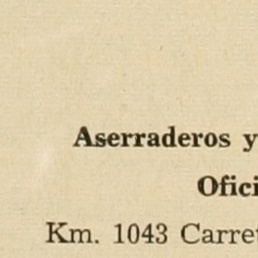 Aserraderos y
Ofici
Km. 1043 Carret